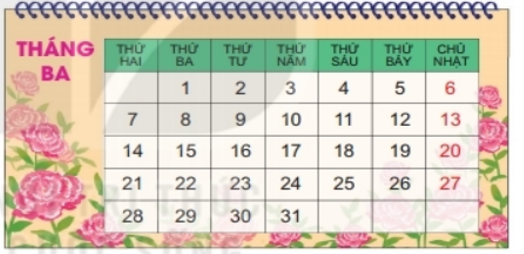 THÁNG
BA
THỨ HAI THỨ BA THỨ TƯ THỨ NĂM THỨ SÁU THỨ BẢY CHỦ NHẬT
1 2 3 4 5 6
7 8 9 10 11 12 13
14 15 16 17 18 19 20
21 22 23 24 25 26 27
28 29 30 31
TRI THỨC